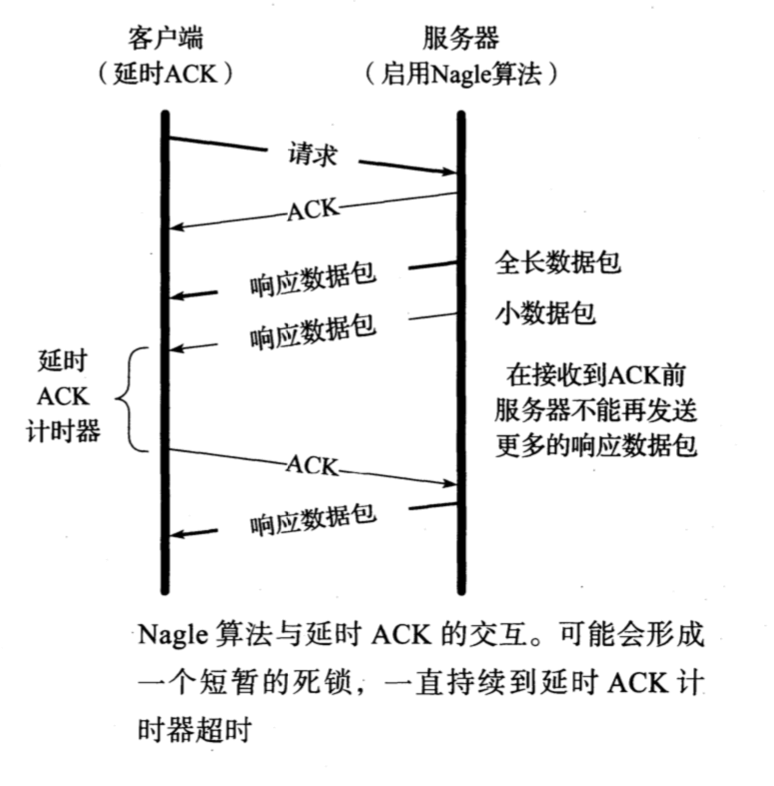 客户端
服务器
（延时ACK）
（启用Nagle算法）
请求
ACK
响应数据包
全长数据包
响应数据包
小数据包
延时
ACK
计时器
在接收到ACK前
服务器不能再发送
更多的响应数据包
ACK
响应数据包
Nagle 算法与延时 ACK 的交互。可能会形成
一个短暂的死锁，一直持续到延时 ACK 计
时器超时